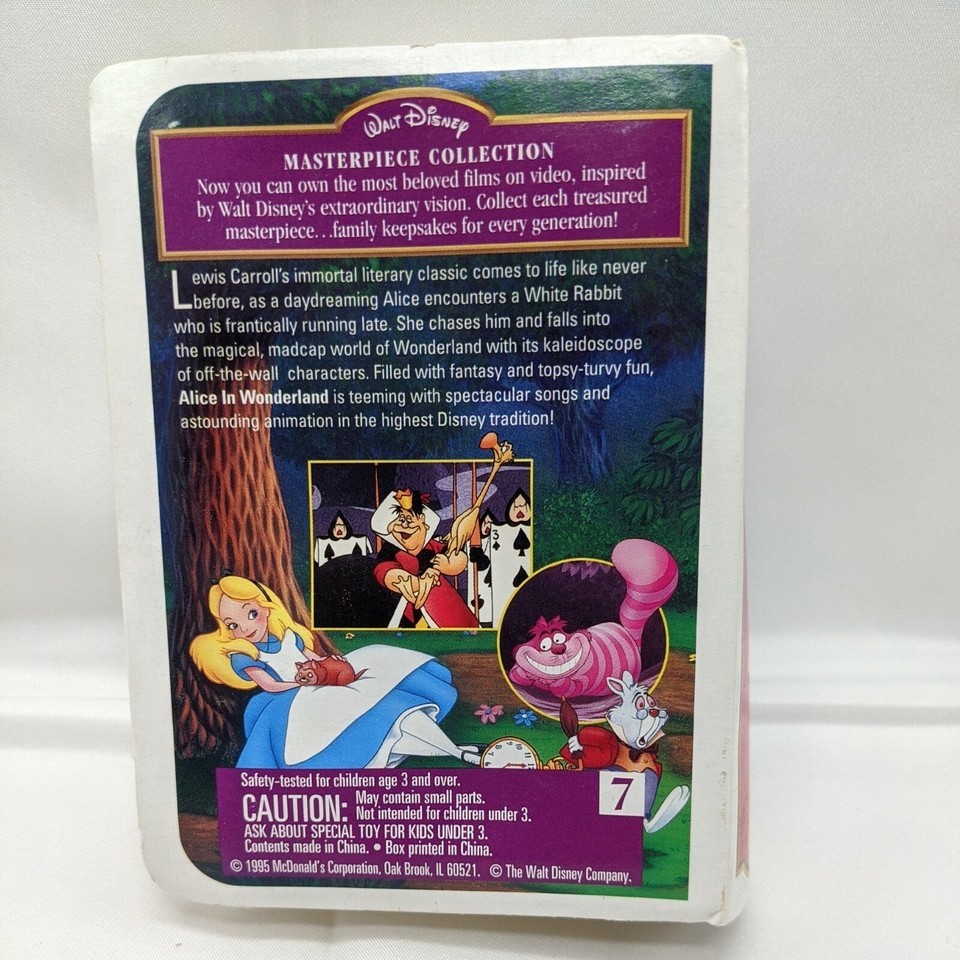 WALT DISNEY
MASTERPIECE COLLECTION
Now you can own the most beloved films on video, inspired
by Walt Disney's extraordinary vision. Collect each treasured
masterpiece...family keepsakes for every generation!
Lewis Carroll's immortal literary classic comes to life like never
before, as a daydreaming Alice encounters a White Rabbit
who is frantically running late. She chases him and falls into
the magical, madcap world of Wonderland with its kaleidoscope
of off-the-wall characters. Filled with fantasy and topsy-turvy fun,
Alice In Wonderland is teeming with spectacular songs and
astounding animation in the highest Disney tradition!
3
Safety-tested for children age 3 and over.
CAUTION: May contain small parts.
Not intended for children under 3.
ASK ABOUT SPECIAL TOY FOR KIDS UNDER 3.
Contents made in China. • Box printed in China.
© 1995 McDonald's Corporation, Oak Brook, IL 60521. © The Walt Disney Company.
7